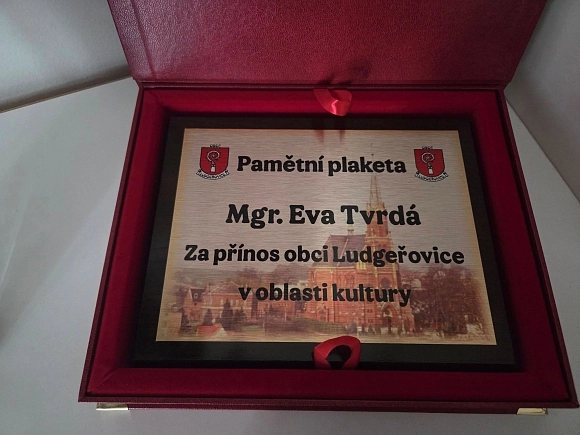 Pamětní plaketa
Mgr. Eva Tvrdá
Za přínos obci Ludgeřovice
v oblasti kultury